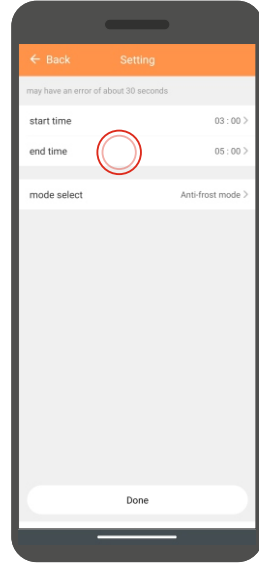 ← Back Setting
may have an error of about 30 seconds
start time 03 : 00 >
end time 05 : 00 >
mode select Anti-frost mode >
Done